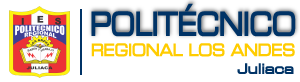 IES
POLITECNICO
REGIONAL
JULIACA
POLITÉCNICO
REGIONAL LOS ANDES
Juliaca